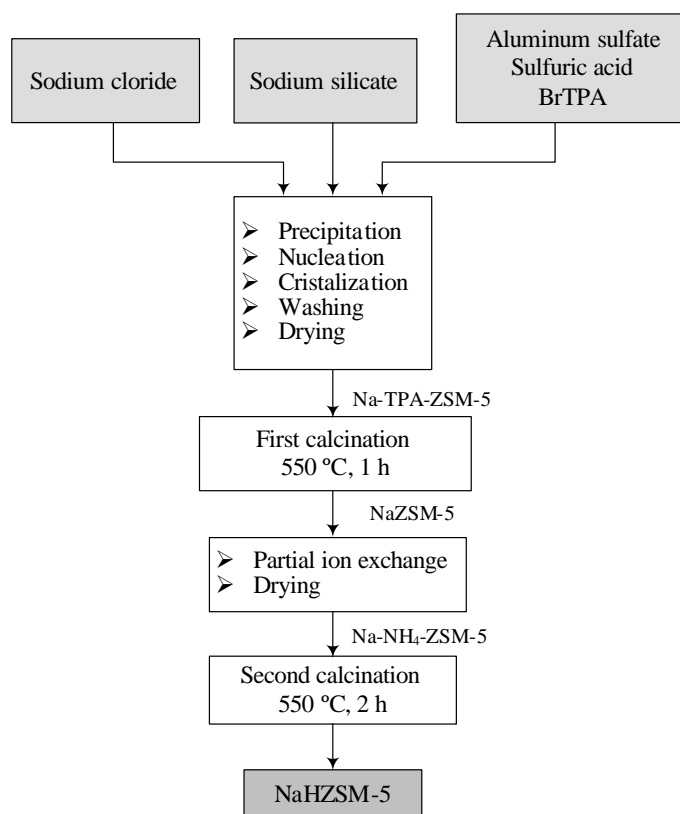 Sodium cloride
Sodium silicate
Aluminum sulfate
Sulfuric acid
BrTPA
➢ Precipitation
➢ Nucleation
➢ Cristalization
➢ Washing
➢ Drying
Na-TPA-ZSM-5
First calcination
550 ºC, 1 h
NaZSM-5
➢ Partial ion exchange
➢ Drying
Na-NH₄-ZSM-5
Second calcination
550 ºC, 2 h
NaHZSM-5